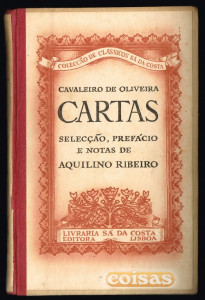 COLECÇÃO DE CLÁSSICOS SÁ DA COSTA
CAVALEIRO DE OLIVEIRA
CARTAS
SELECÇÃO, PREFÁCIO
E NOTAS DE
AQUILINO RIBEIRO
LIVRARIA SÁ DA COSTA
EDITORA LISBOA
coisas